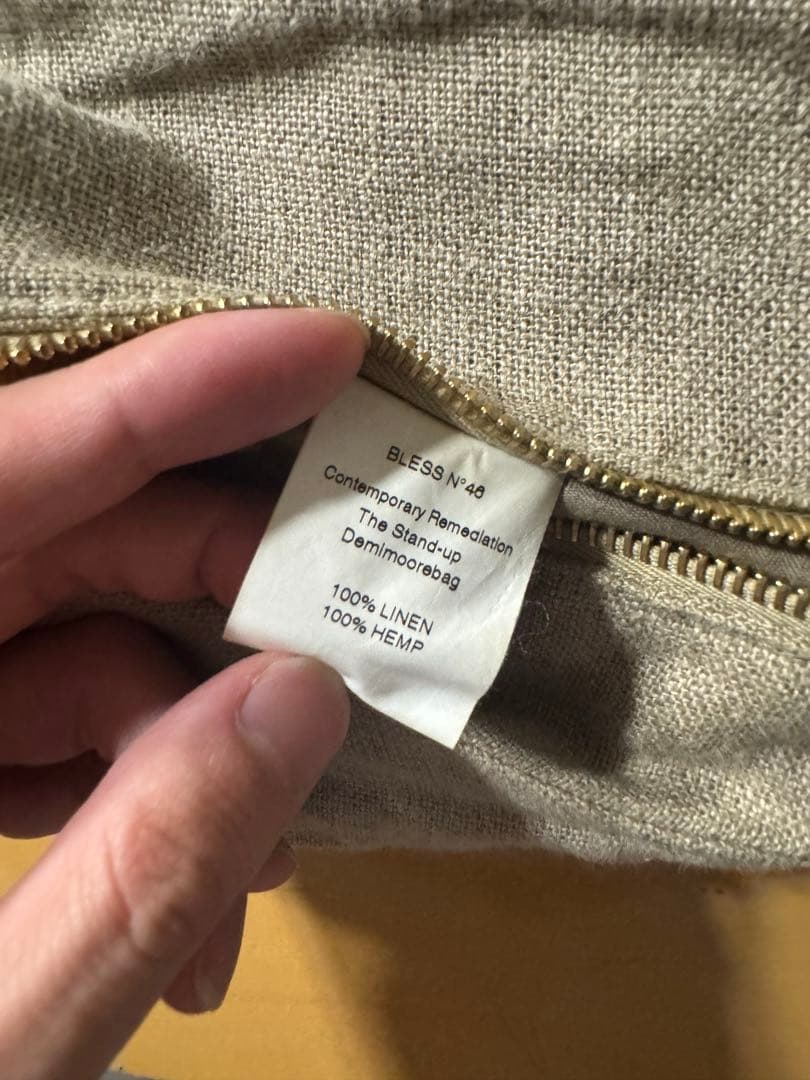 BLESS N°46
Contemporary Remediation
The Stand-up
Demimoorebag
100% LINEN
100% HEMP